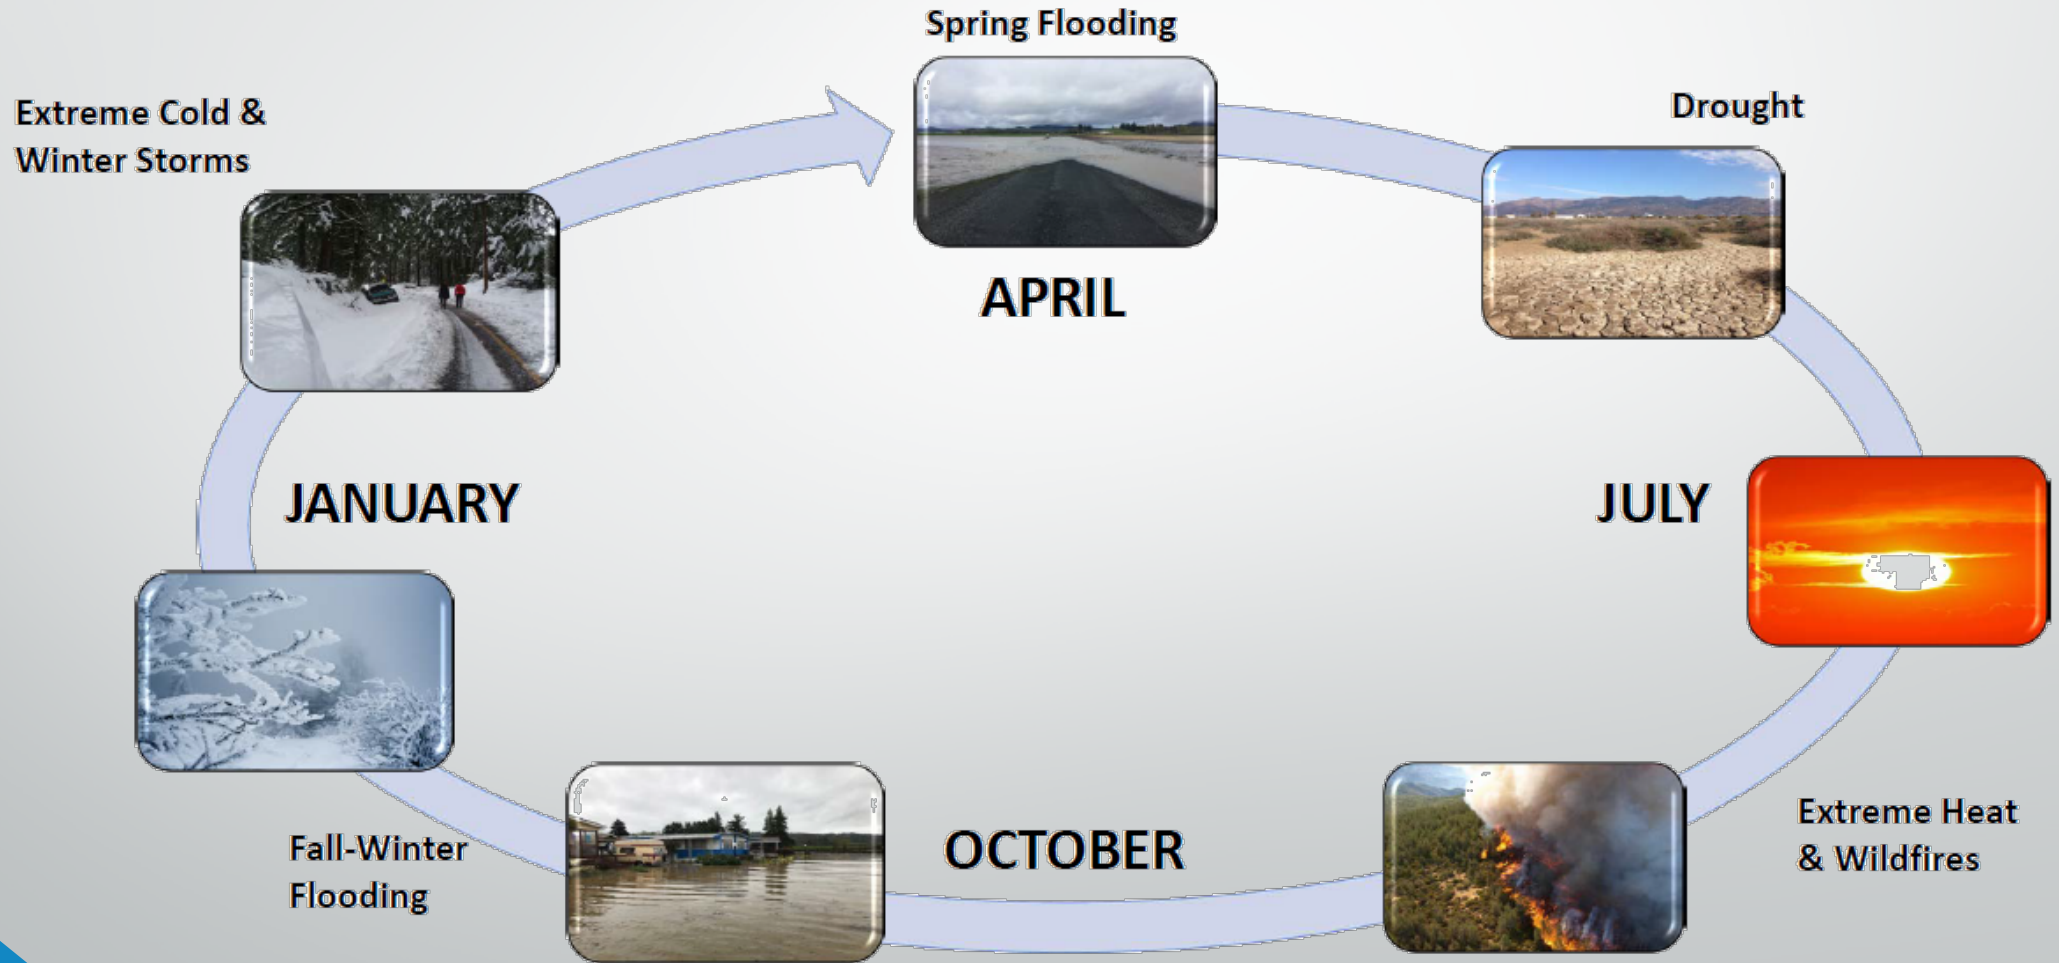 Spring Flooding
Extreme Cold &
Winter Storms
Drought
APRIL
JANUARY
JULY
Fall-Winter
Flooding
OCTOBER
Extreme Heat
& Wildfires